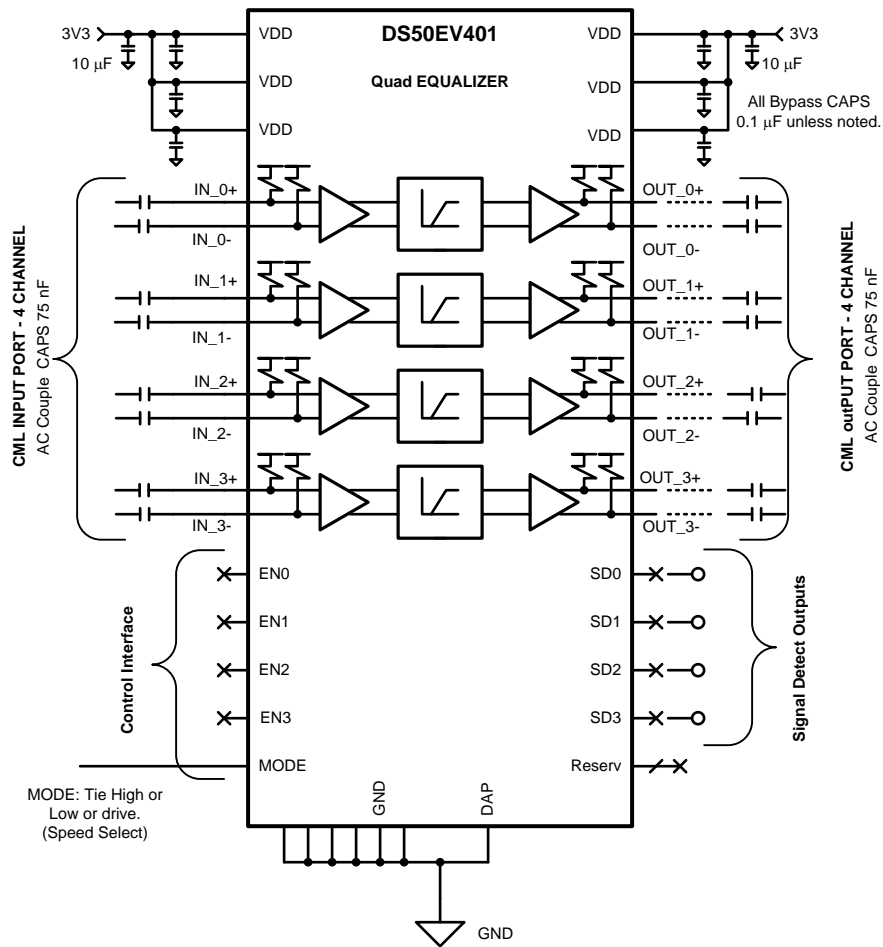 DS50EV401
Quad EQUALIZER
3V3
10 µF
VDD
VDD
VDD
VDD
VDD
VDD
3V3
10 µF
All Bypass CAPS
0.1 µF unless noted.
CML INPUT PORT - 4 CHANNEL
AC Couple CAPS 75 nF
IN_0+
IN_0-
IN_1+
IN_1-
IN_2+
IN_2-
IN_3+
IN_3-
OUT_0+
OUT_0-
OUT_1+
OUT_1-
OUT_2+
OUT_2-
OUT_3+
OUT_3-
CML outPUT PORT - 4 CHANNEL
AC Couple CAPS 75 nF
Control Interface
EN0
EN1
EN2
EN3
MODE
MODE: Tie High or
Low or drive.
(Speed Select)
SD0
SD1
SD2
SD3
Reserv
Signal Detect Outputs
GND
DAP
GND